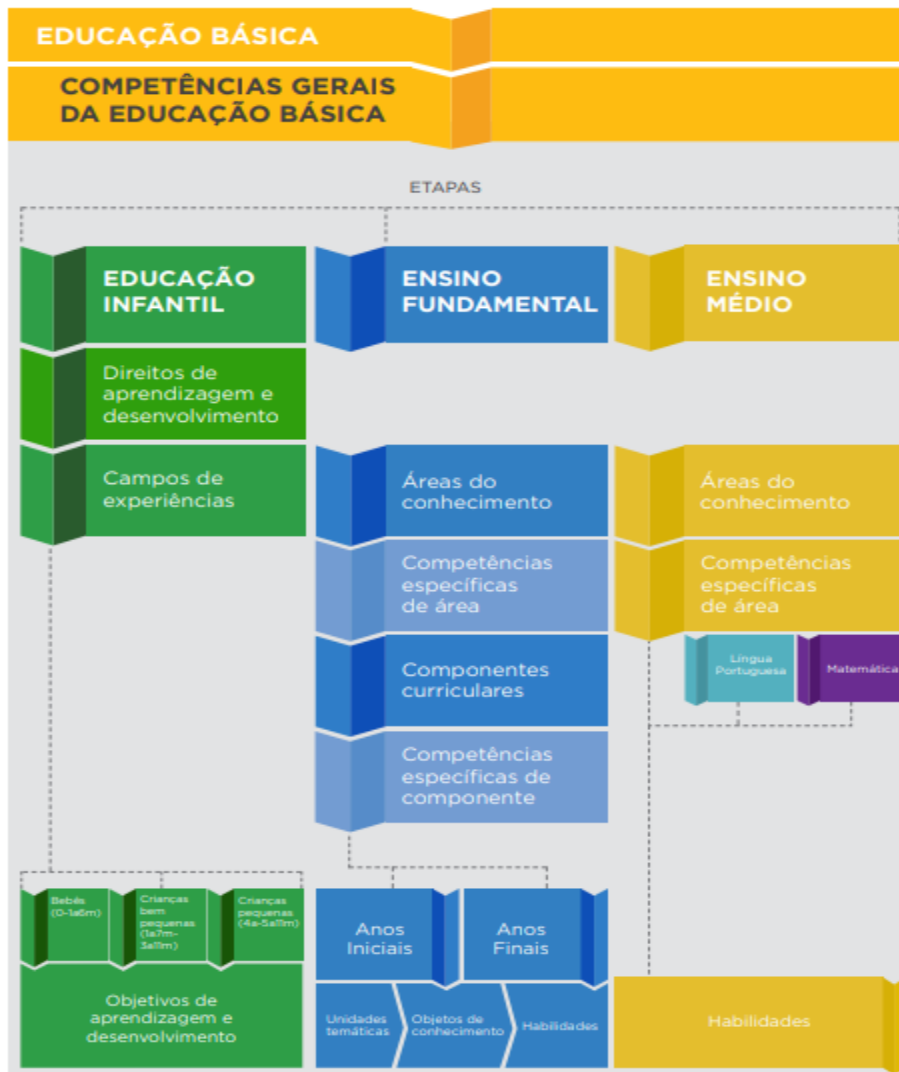 EDUCAÇÃO BÁSICA
COMPETÊNCIAS GERAIS
DA EDUCAÇÃO BÁSICA
ETAPAS
EDUCAÇÃO
INFANTIL
Direitos de
aprendizagem e
desenvolvimento
Campos de
experiências
Bebês
(0-1a6m)
Crianças
bem
pequenas
(1a7m-
3a11m)
Crianças
pequenas
(4a-5a11m)
Objetivos de
aprendizagem e
desenvolvimento
ENSINO
FUNDAMENTAL
Áreas do
conhecimento
Competências
específicas
de área
Componentes
curriculares
Competências
específicas de
componente
Anos
Iniciais
Anos
Finais
Unidades
temáticas
Objetos de
conhecimento
Habilidades
ENSINO
MÉDIO
Áreas do
conhecimento
Competências
específicas
de área
Língua
Portuguesa
Matemática
Habilidades